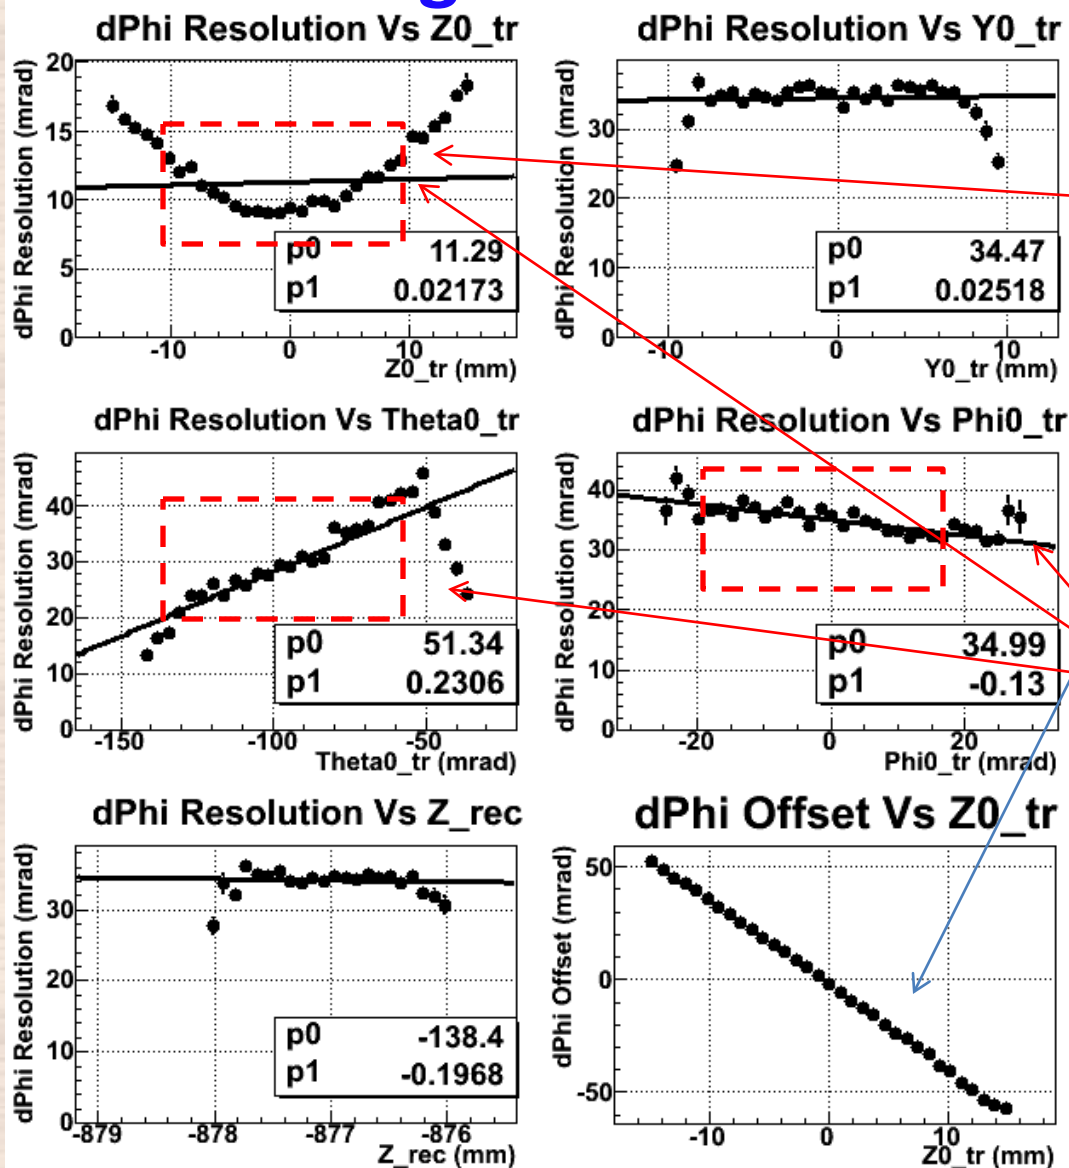 dPhi Resolution Vs Z0_tr
dPhi Resolution (mrad)
20
15
10
5
0
p0 11.29
p1 0.02173
-10 0 10
Z0_tr (mm)
dPhi Resolution Vs Y0_tr
dPhi Resolution (mrad)
30
20
10
0
p0 34.47
p1 0.02518
-10 0 10
Y0_tr (mm)
dPhi Resolution Vs Theta0_tr
dPhi Resolution (mrad)
40
30
20
10
0
p0 51.34
p1 0.2306
-150 -100 -50
Theta0_tr (mrad)
dPhi Resolution Vs Phi0_tr
dPhi Resolution (mrad)
40
30
20
10
0
p0 34.99
p1 -0.13
-20 0 20
Phi0_tr (mrad)
dPhi Resolution Vs Z_rec
dPhi Resolution (mrad)
30
20
10
0
p0 -138.4
p1 -0.1968
-879 -878 -877 -876
Z_rec (mm)
dPhi Offset Vs Z0_tr
dPhi Offset (mrad)
50
0
-50
-10 0 10
Z0_tr (mm)